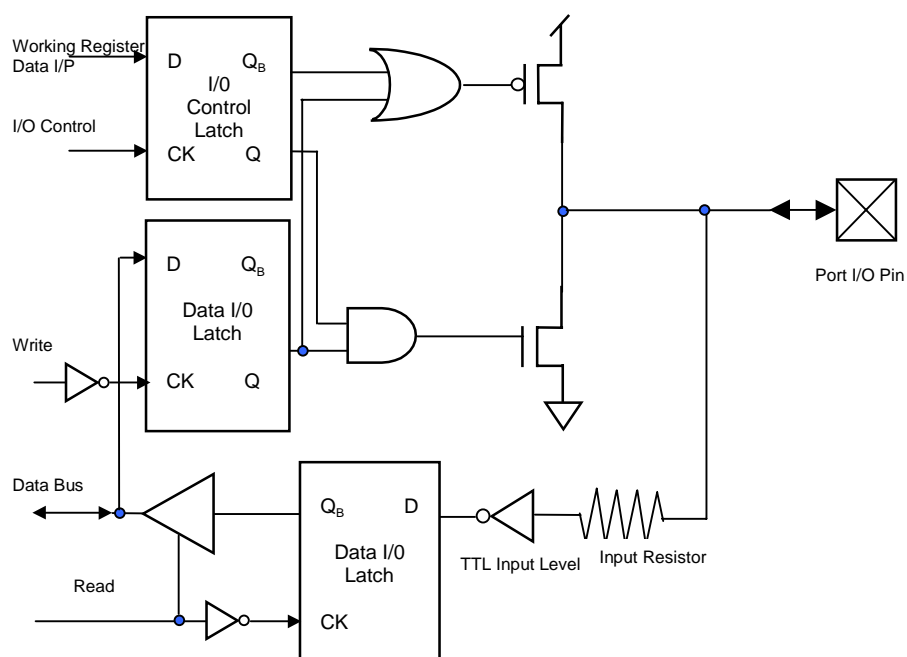 Working Register
Data I/P
D
QB
I/0
Control
Latch
I/O Control
CK
Q
D
QB
Data I/0
Latch
Port I/O Pin
Write
CK
Q
Data Bus
QB
D
Data I/0
Latch
TTL Input Level
Input Resistor
Read
CK